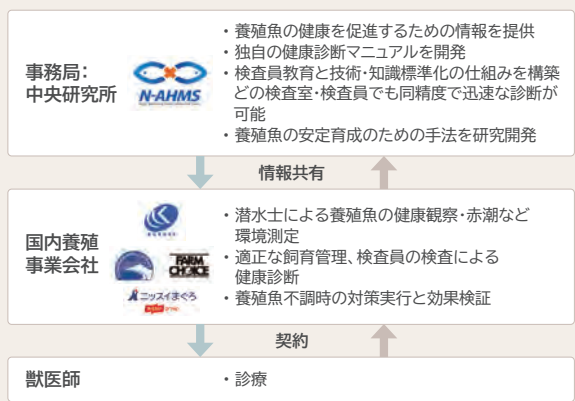 事務局：
中央研究所
N-AHMS
・養殖魚の健康を促進するための情報を提供
・独自の健康診断マニュアルを開発
・検査員教育と技術・知識標準化の仕組みを構築
どの検査室・検査員でも同精度で迅速な診断が
可能
・養殖魚の安定育成のための手法を研究開発
情報共有
国内養殖
事業会社
FARM
CHOICE
ニッスイまぐろ
・潜水士による養殖魚の健康観察・赤潮など
環境測定
・適正な飼育管理、検査員の検査による
健康診断
・養殖魚不調時の対策実行と効果検証
契約
獣医師
・診療